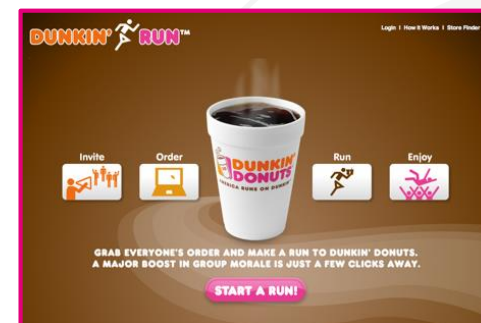 DUNKIN' RUN™
Login | How It Works | Store Finder
Invite
Order
Run
Enjoy
DUNKIN'
DONUTS
AMERICA RUNS ON DUNKIN'
GRAB EVERYONE'S ORDER AND MAKE A RUN TO DUNKIN' DONUTS.
A MAJOR BOOST IN GROUP MORALE IS JUST A FEW CLICKS AWAY.
START A RUN!